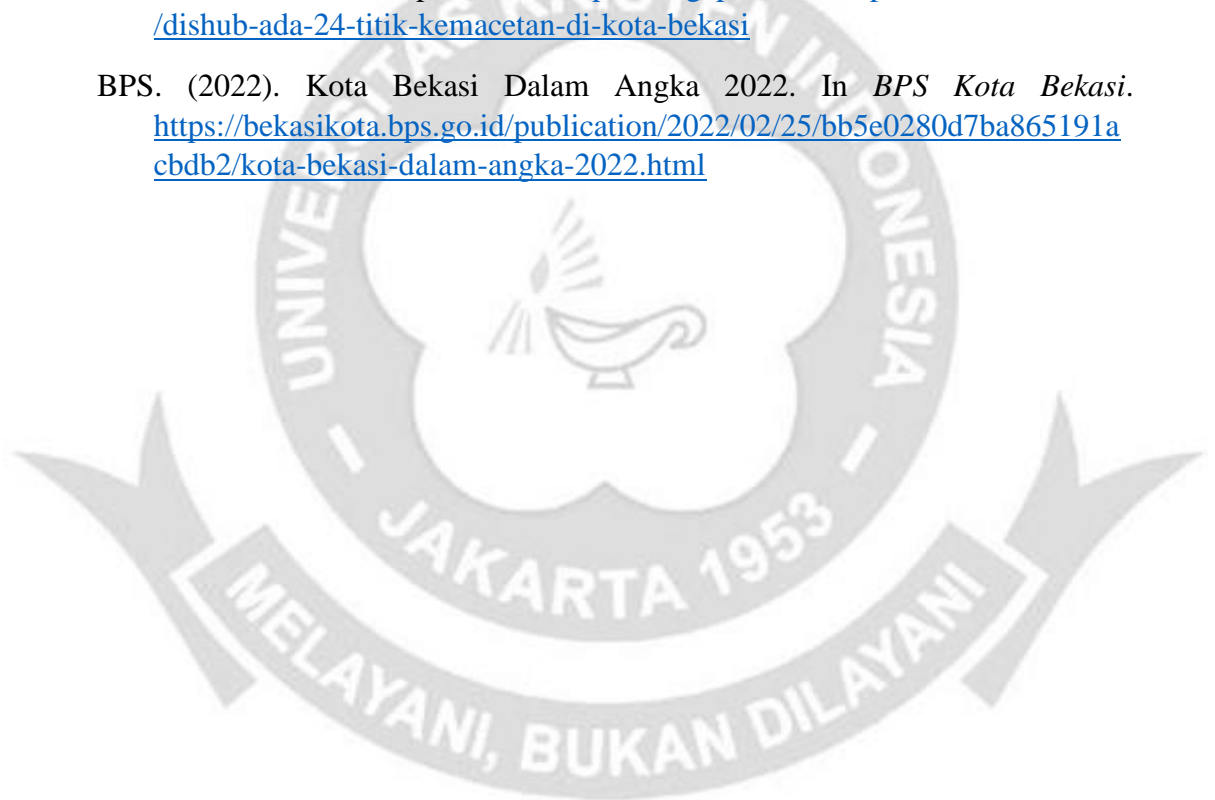 /dishub-ada-24-titik-kemacetan-di-kota-bekasi
BPS. (2022). Kota Bekasi Dalam Angka 2022. In BPS Kota Bekasi.
https://bekasikota.bps.go.id/publication/2022/02/25/bb5e0280d7ba865191a
cbdb2/kota-bekasi-dalam-angka-2022.html
UNIVERSITAS KRISTEN INDONESIA
- JAKARTA 1953 -
MELAYANI, BUKAN DILAYANI